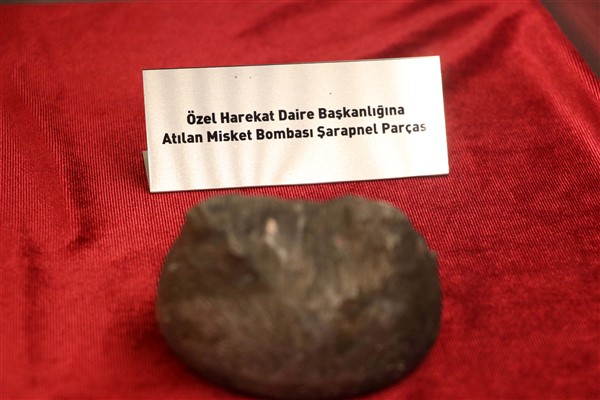 Özel Harekat Daire Başkanlığına
Atılan Misket Bombası Şarapnel Parças